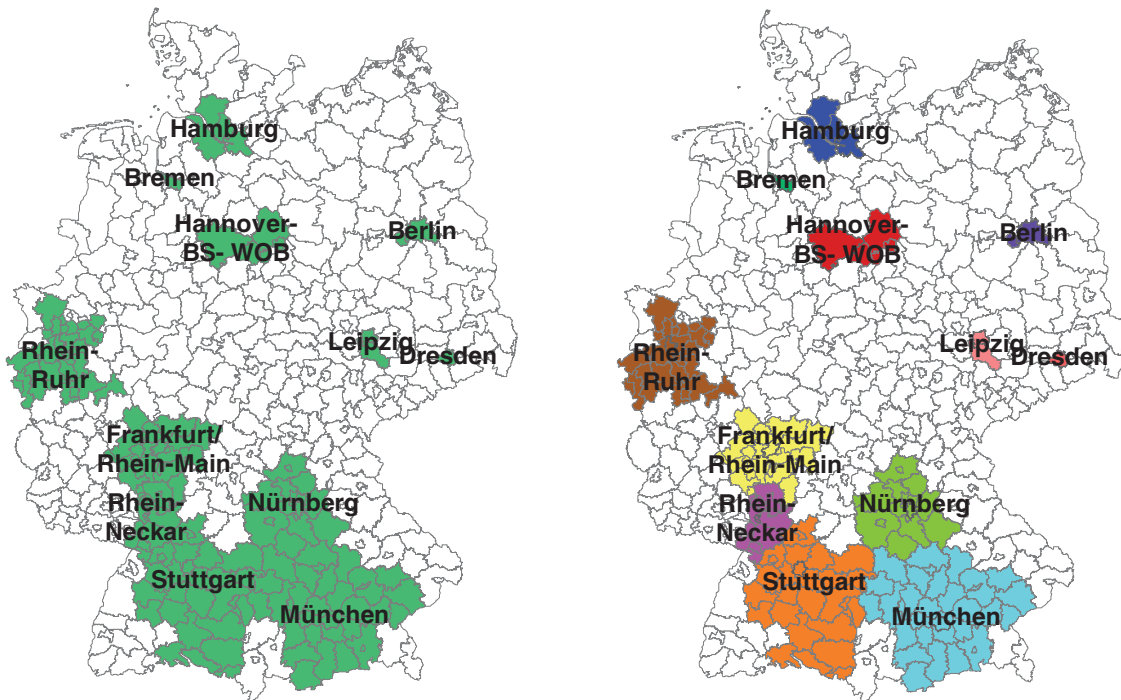 Hamburg
Bremen
Hannover-
BS- WOB
Berlin
Leipzig
Dresden
Rhein-
Ruhr
Frankfurt/
Rhein-Main
Rhein-
Neckar
Nürnberg
Stuttgart
München
Hamburg
Bremen
Hannover-
BS- WOB
Berlin
Leipzig
Dresden
Rhein-
Ruhr
Frankfurt/
Rhein-Main
Rhein-
Neckar
Nürnberg
Stuttgart
München